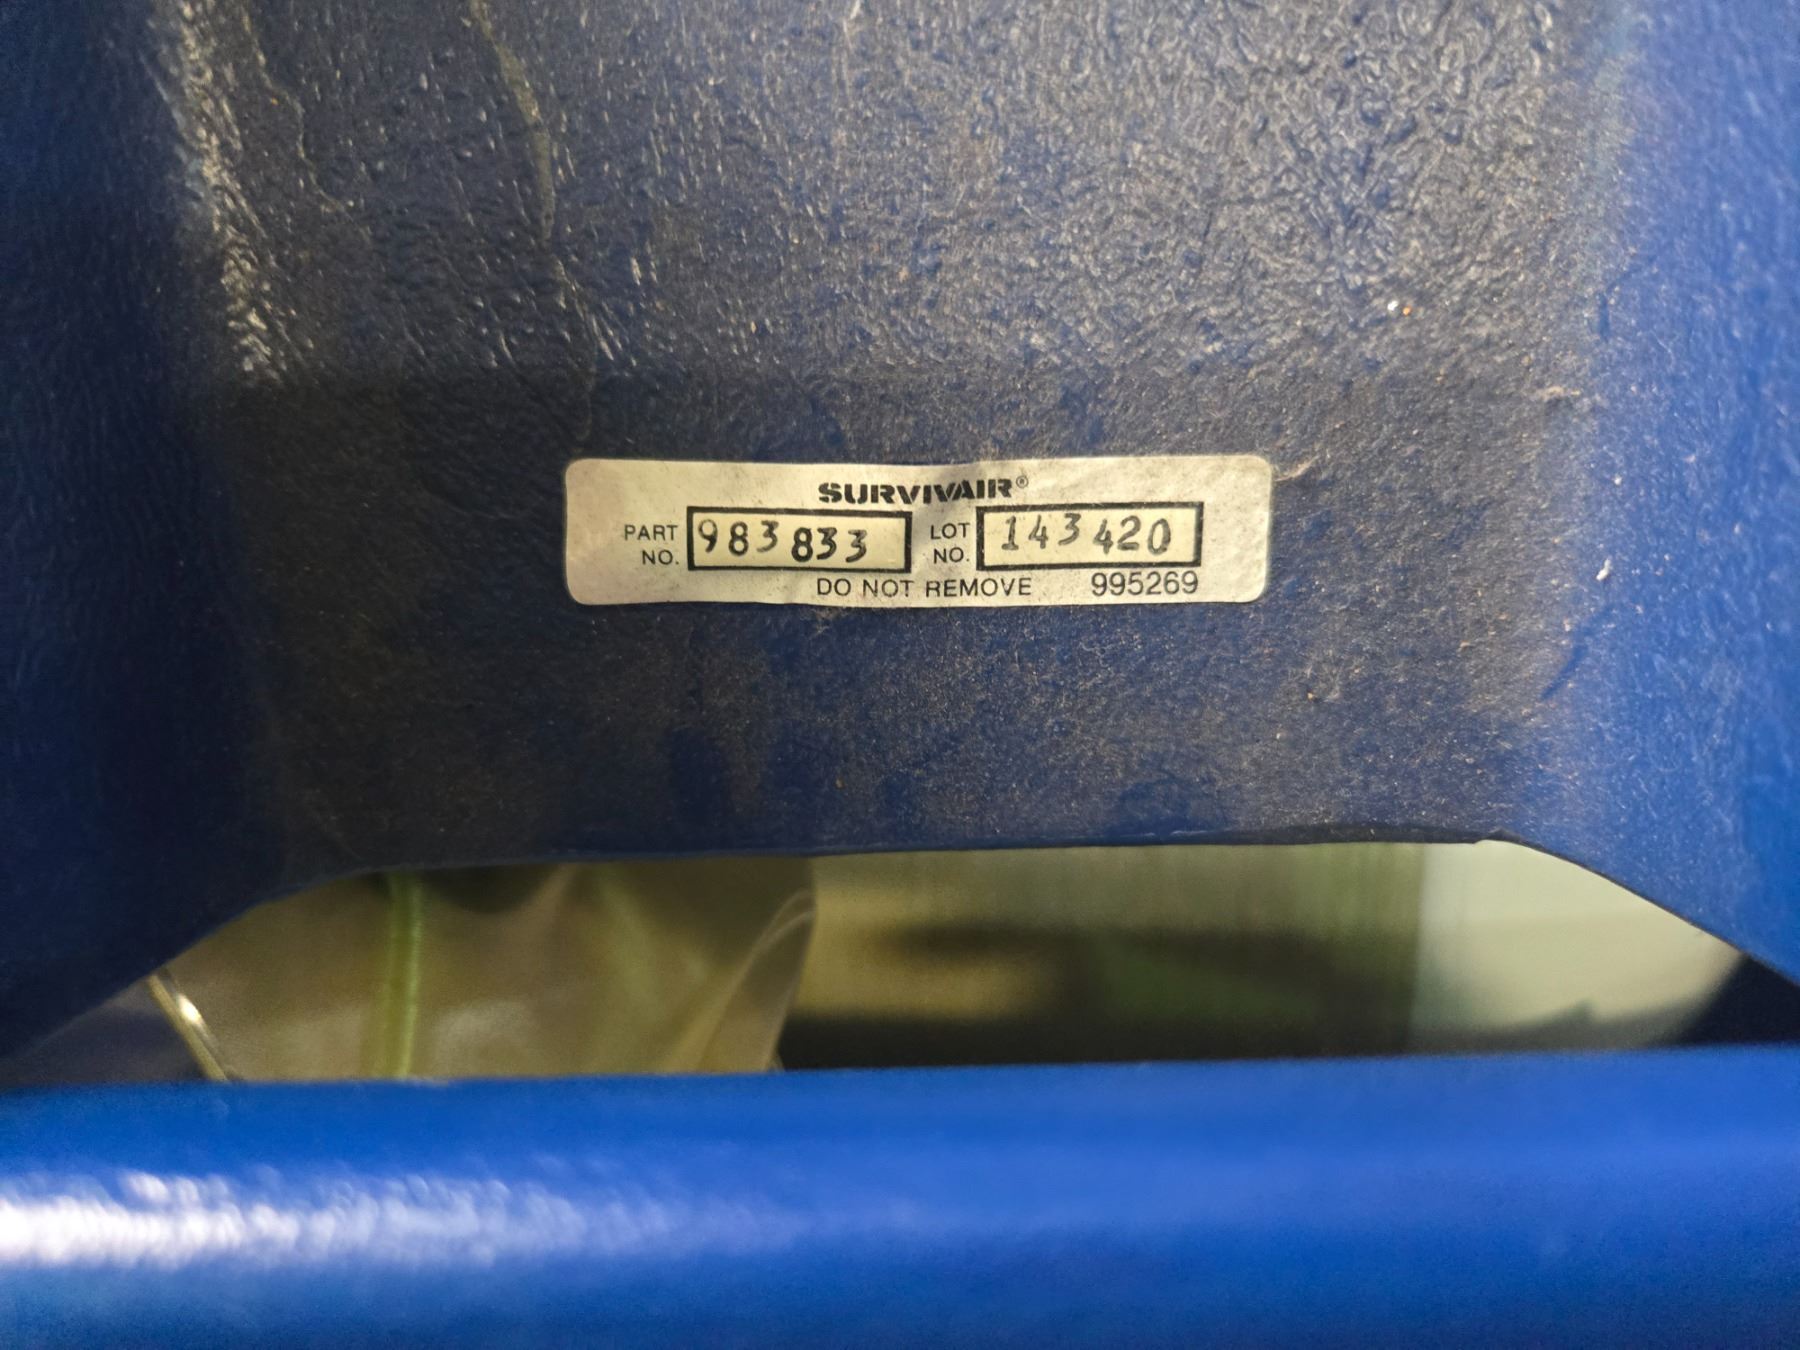 SURVIVAIR®
PART NO. 983833 LOT NO. 143420
DO NOT REMOVE 995269